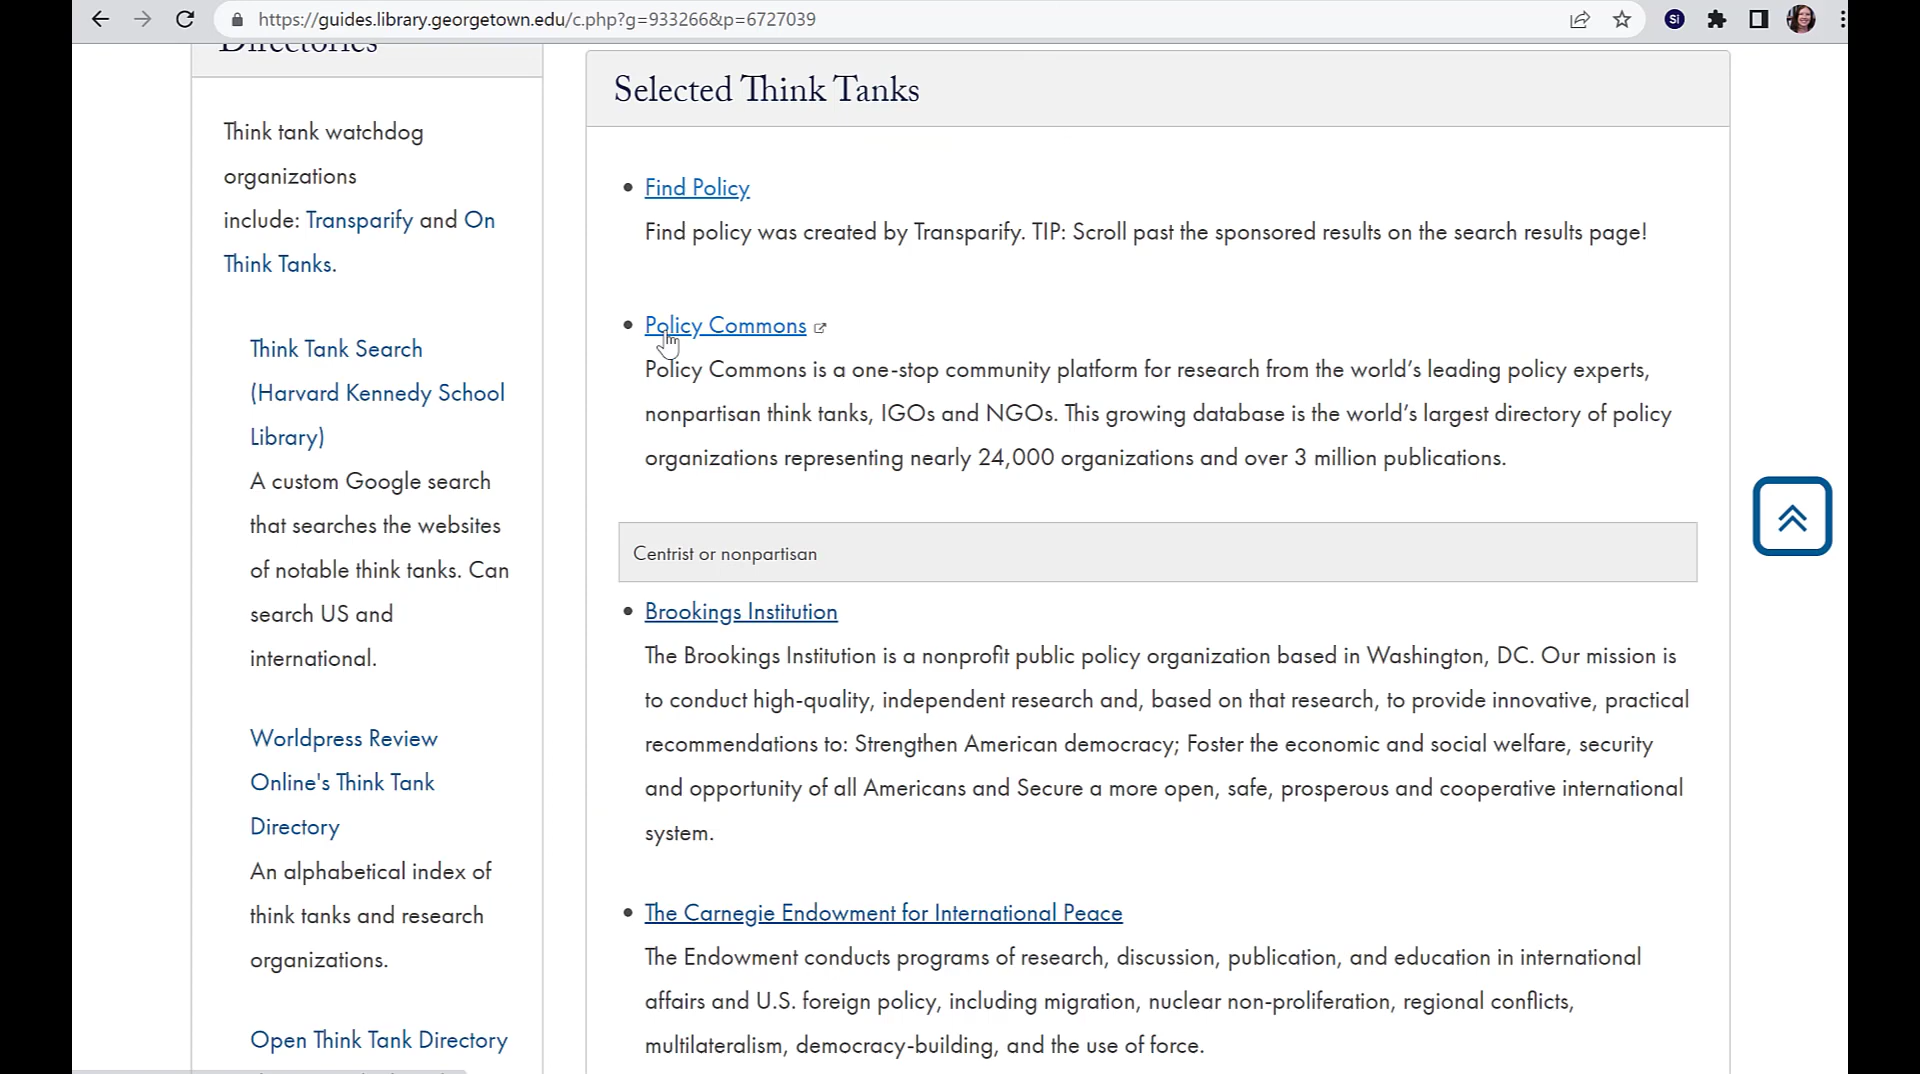 https://guides.library.georgetown.edu/c.php?g=933266&p=6727039
Si
Directories
Think tank watchdog
organizations
include: Transparify and On
Think Tanks.
Think Tank Search
(Harvard Kennedy School
Library)
A custom Google search
that searches the websites
of notable think tanks. Can
search US and
international.
Worldpress Review
Online's Think Tank
Directory
An alphabetical index of
think tanks and research
organizations.
Open Think Tank Directory
Selected Think Tanks
• Find Policy
Find policy was created by Transparify. TIP: Scroll past the sponsored results on the search results page!
• Policy Commons
Policy Commons is a one-stop community platform for research from the world’s leading policy experts,
nonpartisan think tanks, IGOs and NGOs. This growing database is the world’s largest directory of policy
organizations representing nearly 24,000 organizations and over 3 million publications.
Centrist or nonpartisan
• Brookings Institution
The Brookings Institution is a nonprofit public policy organization based in Washington, DC. Our mission is
to conduct high-quality, independent research and, based on that research, to provide innovative, practical
recommendations to: Strengthen American democracy; Foster the economic and social welfare, security
and opportunity of all Americans and Secure a more open, safe, prosperous and cooperative international
system.
• The Carnegie Endowment for International Peace
The Endowment conducts programs of research, discussion, publication, and education in international
affairs and U.S. foreign policy, including migration, nuclear non-proliferation, regional conflicts,
multilateralism, democracy-building, and the use of force.